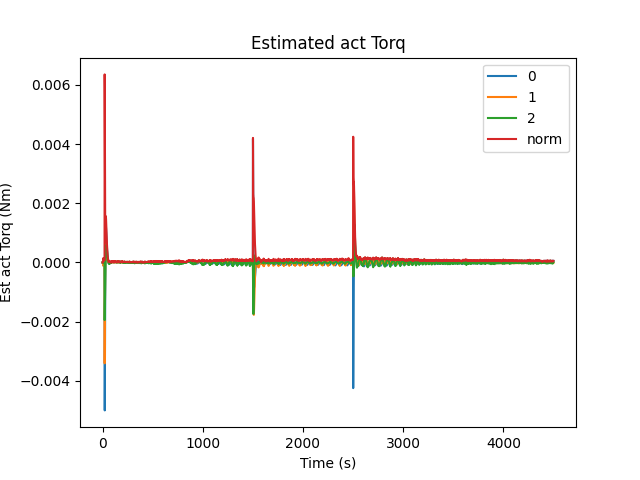 Estimated act Torq
Est act Torq (Nm)
0.006
0.004
0.002
0.000
−0.002
−0.004
0
1
2
norm
0 1000 2000 3000 4000
Time (s)